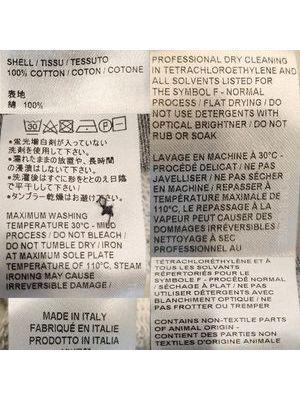 SHELL / TISSU / TESSUTO
100% COTTON / COTON / COTONE
表地
綿 100%
30
•蛍光増白剤が入っていない
洗剤を使用して下さい。
•濡れたままの放置や、長時間
の浸漬はしないで下さい。
•洗濯後はすぐに形をととのえ日陰
で平干しして下さい/
•タンブラー乾燥はお避け下さい。
MAXIMUM WASHING
TEMPERATURE 30°C - MILD
PROCESS / DO NOT BLEACH /
DO NOT TUMBLE DRY / IRON
AT MAXIMUM SOLE PLATE
TEMPERATURE OF 110°C, STEAM
IRONING MAY CAUSE
IRREVERSIBLE DAMAGE /
MADE IN ITALY
FABRIQUÉ EN ITALIE
PRODOTTO IN ITALIA
PROFESSIONAL DRY CLEANING
IN TETRACHLOROETHYLENE AND
ALL SOLVENTS LISTED FOR
THE SYMBOL F - NORMAL
PROCESS / FLAT DRYING / DO
NOT USE DETERGENTS WITH
OPTICAL BRIGHTNER / DO NOT
RUB OR SOAK
LAVAGE EN MACHINE À 30°C -
PROCÉDÉ DÉLICAT / NE PAS
JAVELLISER / NE PAS SÉCHER
EN MACHINE / REPASSER À
TEMPÉRATURE MAXIMALE DE
110°C, LE REPASSAGE À LA
VAPEUR PEUT CAUSER DES
DOMMAGES IRRÉVERSIBLES /
NETTOYAGE À SEC
PROFESSIONNEL AU
TÉTRACHLORÉTHYLÈNE ET À
TOUS LES SOLVANTS
RÉPERTORIÉS POUR LE
SYMBOLE F - PROCÉDÉ NORMAL
/ SÉCHAGE À PLAT / NE PAS
UTILISER DÉTERGENTS AVEC
BLANCHIMENT OPTIQUE / NE
PAS FROTTER OU TREMPER
CONTAINS NON-TEXTILE PARTS
OF ANIMAL ORIGIN -
CONTIENT DES PARTIES NON
TEXTILES D'ORIGINE ANIMALE